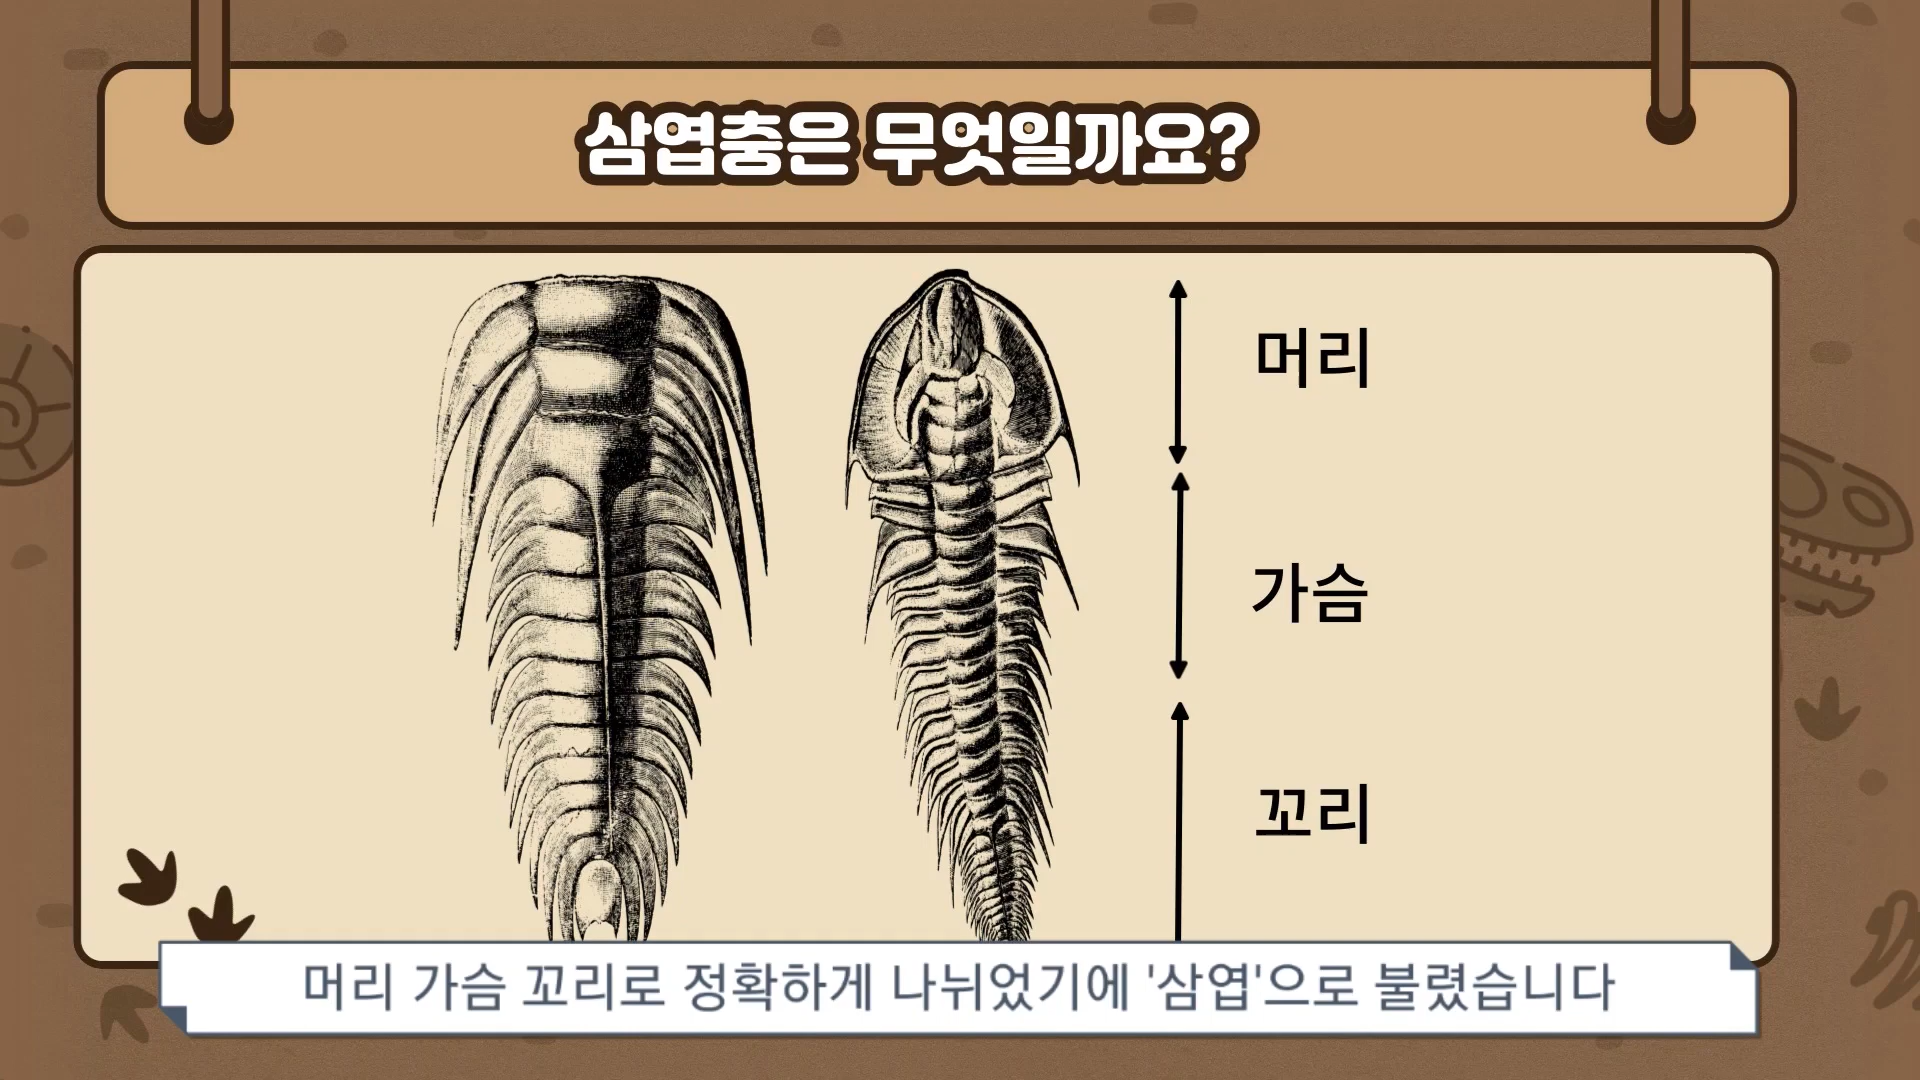 삼엽충은 무엇일까요?
머리
가슴
꼬리
머리 가슴 꼬리로 정확하게 나뉘었기에 '삼엽'으로 불렸습니다